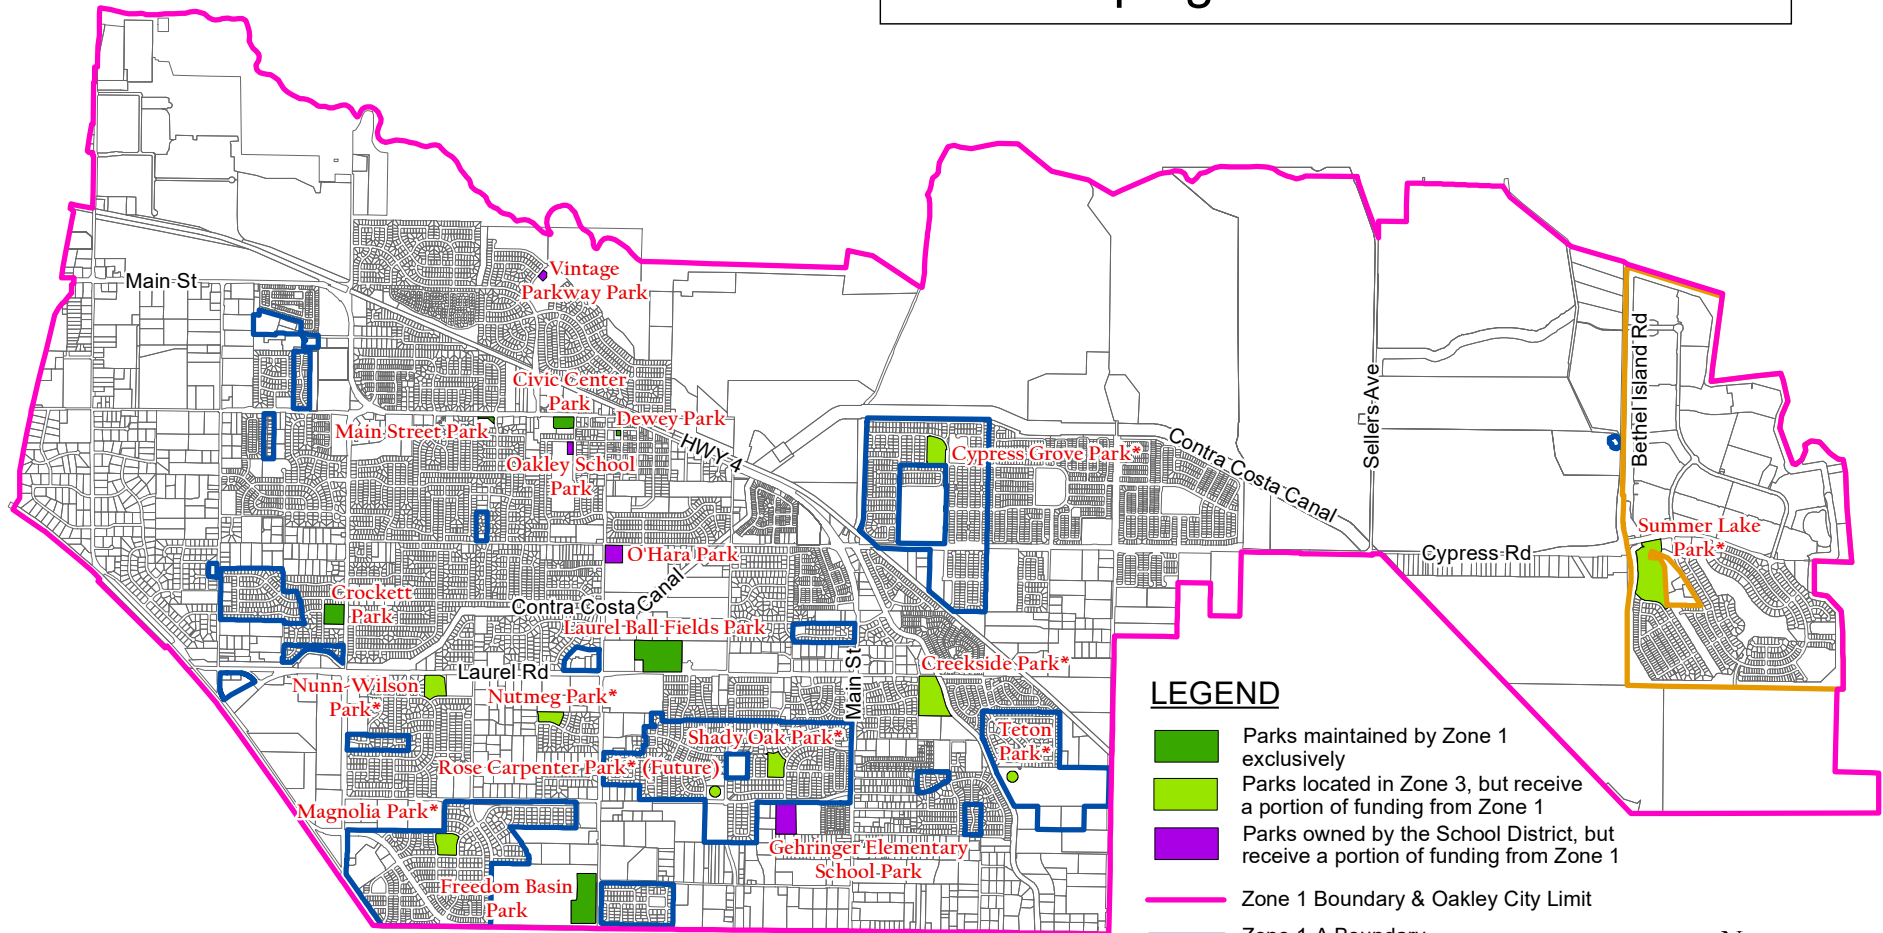 Main St
Vintage
Parkway Park
Civic Center
Park
Dewey Park
Main Street Park
HWY 4
Oakley School
Park
Cypress Grove Park*
Contra Costa Canal
Sellers Ave
Bethel Island Rd
Summer Lake
Park*
Cypress Rd
O'Hara Park
Crockett
Park
Contra Costa Canal
Laurel Ball Fields Park
Laurel Rd
Main St
Creekside Park*
Nunn-Wilson
Park*
Nutmeg Park*
Shady Oak Park*
Teton
Park*
Rose Carpenter Park* (Future)
Magnolia Park*
Gehringer Elementary
School Park
Freedom Basin
Park
LEGEND
Parks maintained by Zone 1
exclusively
Parks located in Zone 3, but receive
a portion of funding from Zone 1
Parks owned by the School District, but
receive a portion of funding from Zone 1
Zone 1 Boundary & Oakley City Limit
Zone 1-A Boundary
N